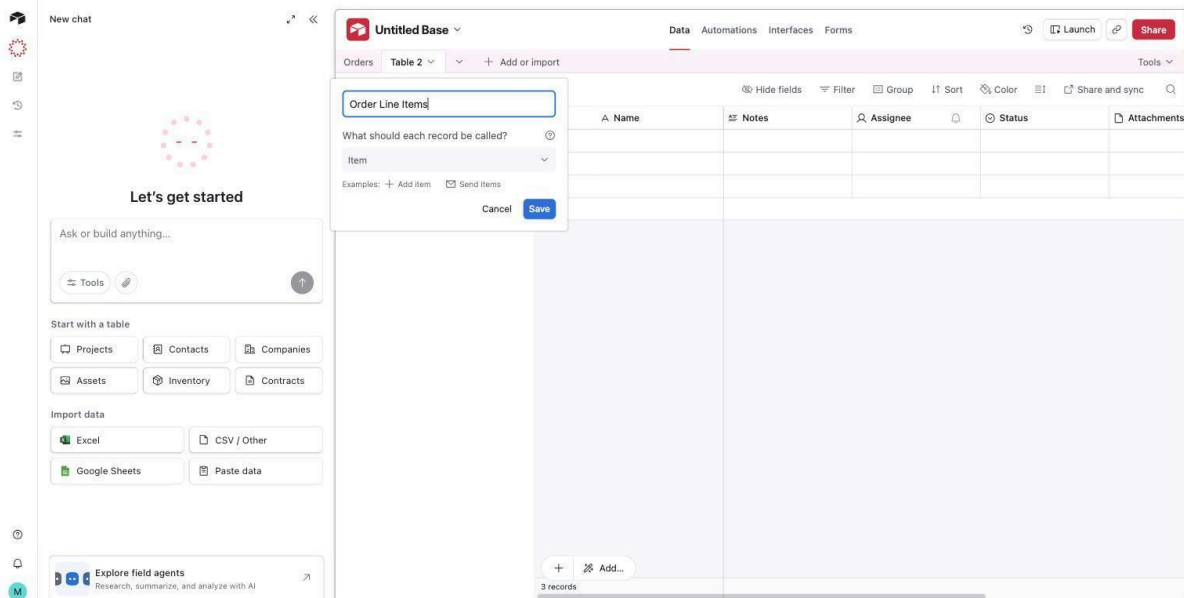 New chat
Let's get started
Ask or build anything...
Tools
Start with a table
Projects
Contacts
Companies
Assets
Inventory
Contracts
Import data
Excel
CSV / Other
Google Sheets
Paste data
Explore field agents
Research, summarize, and analyze with AI
M
Untitled Base
Data
Automations
Interfaces
Forms
Launch
Share
Orders
Table 2
Add or import
Tools
Hide fields
Filter
Group
Sort
Color
Share and sync
Order Line Items
What should each record be called?
Item
Examples:
Add item
Send items
Cancel
Save
A Name
Notes
Assignee
Status
Attachments
Add...
3 records